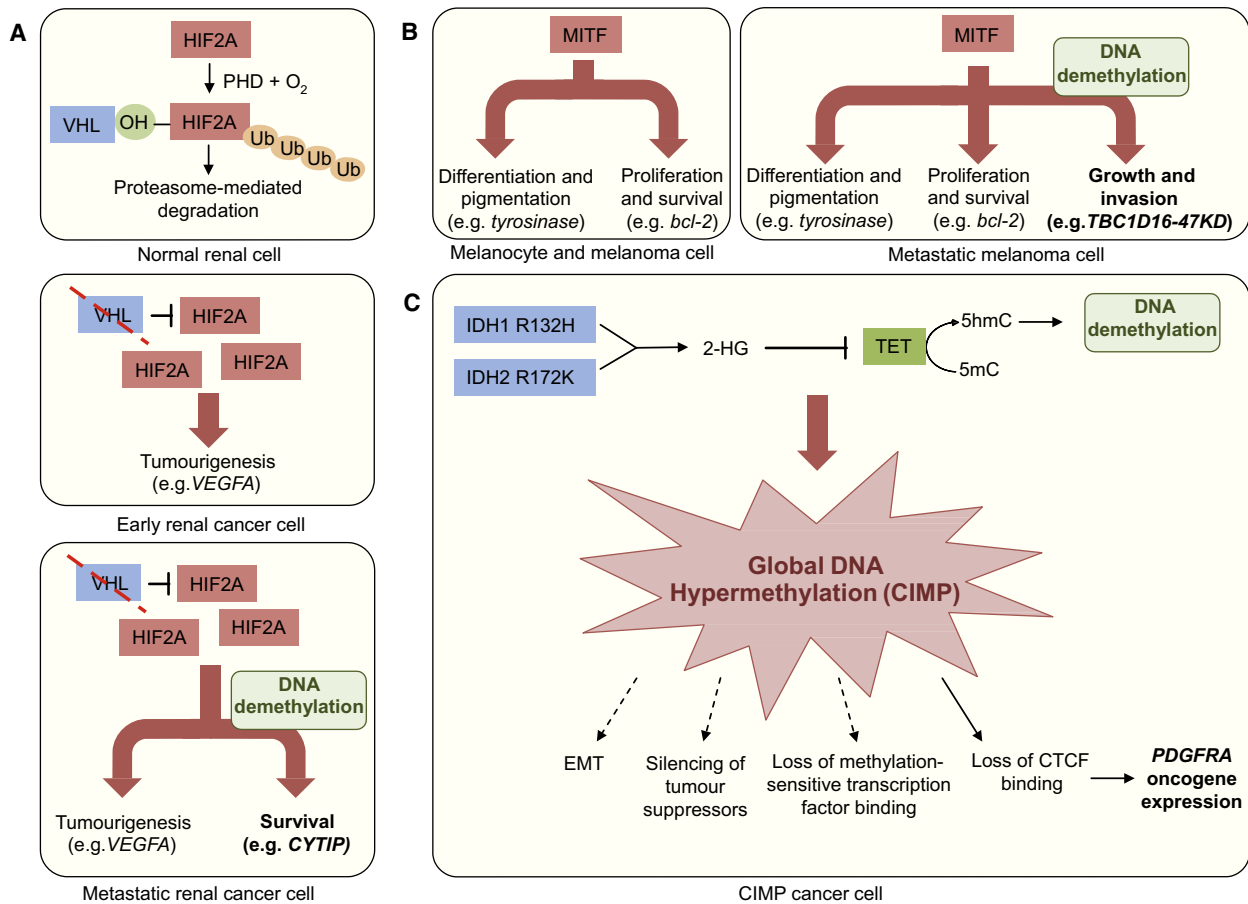 A
HIF2A
PHD + O2
VHL
OH
HIF2A
Ub
Ub
Ub
Ub
Proteasome-mediated
degradation
Normal renal cell
VHL
HIF2A
HIF2A
HIF2A
Tumourigenesis
(e.g.VEGFA)
Early renal cancer cell
VHL
HIF2A
HIF2A
HIF2A
DNA
demethylation
Tumourigenesis
(e.g.VEGFA)
Survival
(e.g. CYTIP)
Metastatic renal cancer cell
B
MITF
Differentiation and
pigmentation
(e.g. tyrosinase)
Proliferation
and survival
(e.g. bcl-2)
Melanocyte and melanoma cell
MITF
DNA
demethylation
Differentiation and
pigmentation
(e.g. tyrosinase)
Proliferation
and survival
(e.g. bcl-2)
Growth and
invasion
(e.g.TBC1D16-47KD)
Metastatic melanoma cell
C
IDH1 R132H
IDH2 R172K
2-HG
TET
5hmC
5mC
DNA
demethylation
Global DNA
Hypermethylation (CIMP)
EMT
Silencing of
tumour
suppressors
Loss of methylation-
sensitive transcription
factor binding
Loss of CTCF
binding
PDGFRA
oncogene
expression
CIMP cancer cell